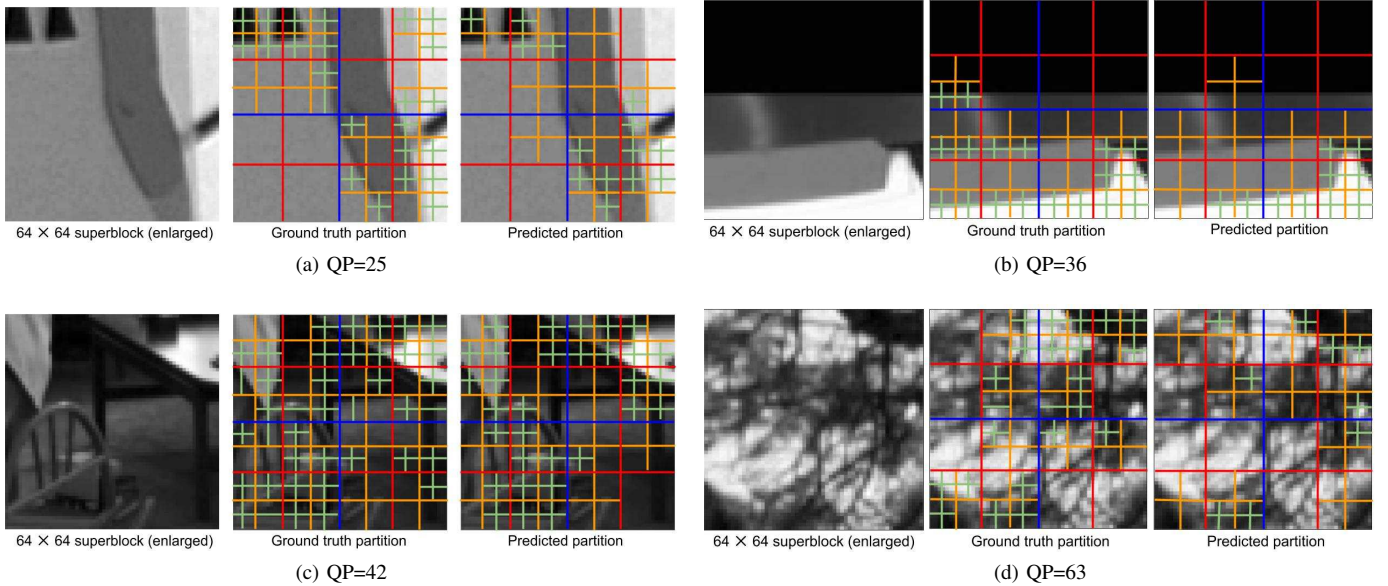 64 × 64 superblock (enlarged)
Ground truth partition
Predicted partition
(a) QP=25
64 × 64 superblock (enlarged)
Ground truth partition
Predicted partition
(b) QP=36
64 × 64 superblock (enlarged)
Ground truth partition
Predicted partition
(c) QP=42
64 × 64 superblock (enlarged)
Ground truth partition
Predicted partition
(d) QP=63